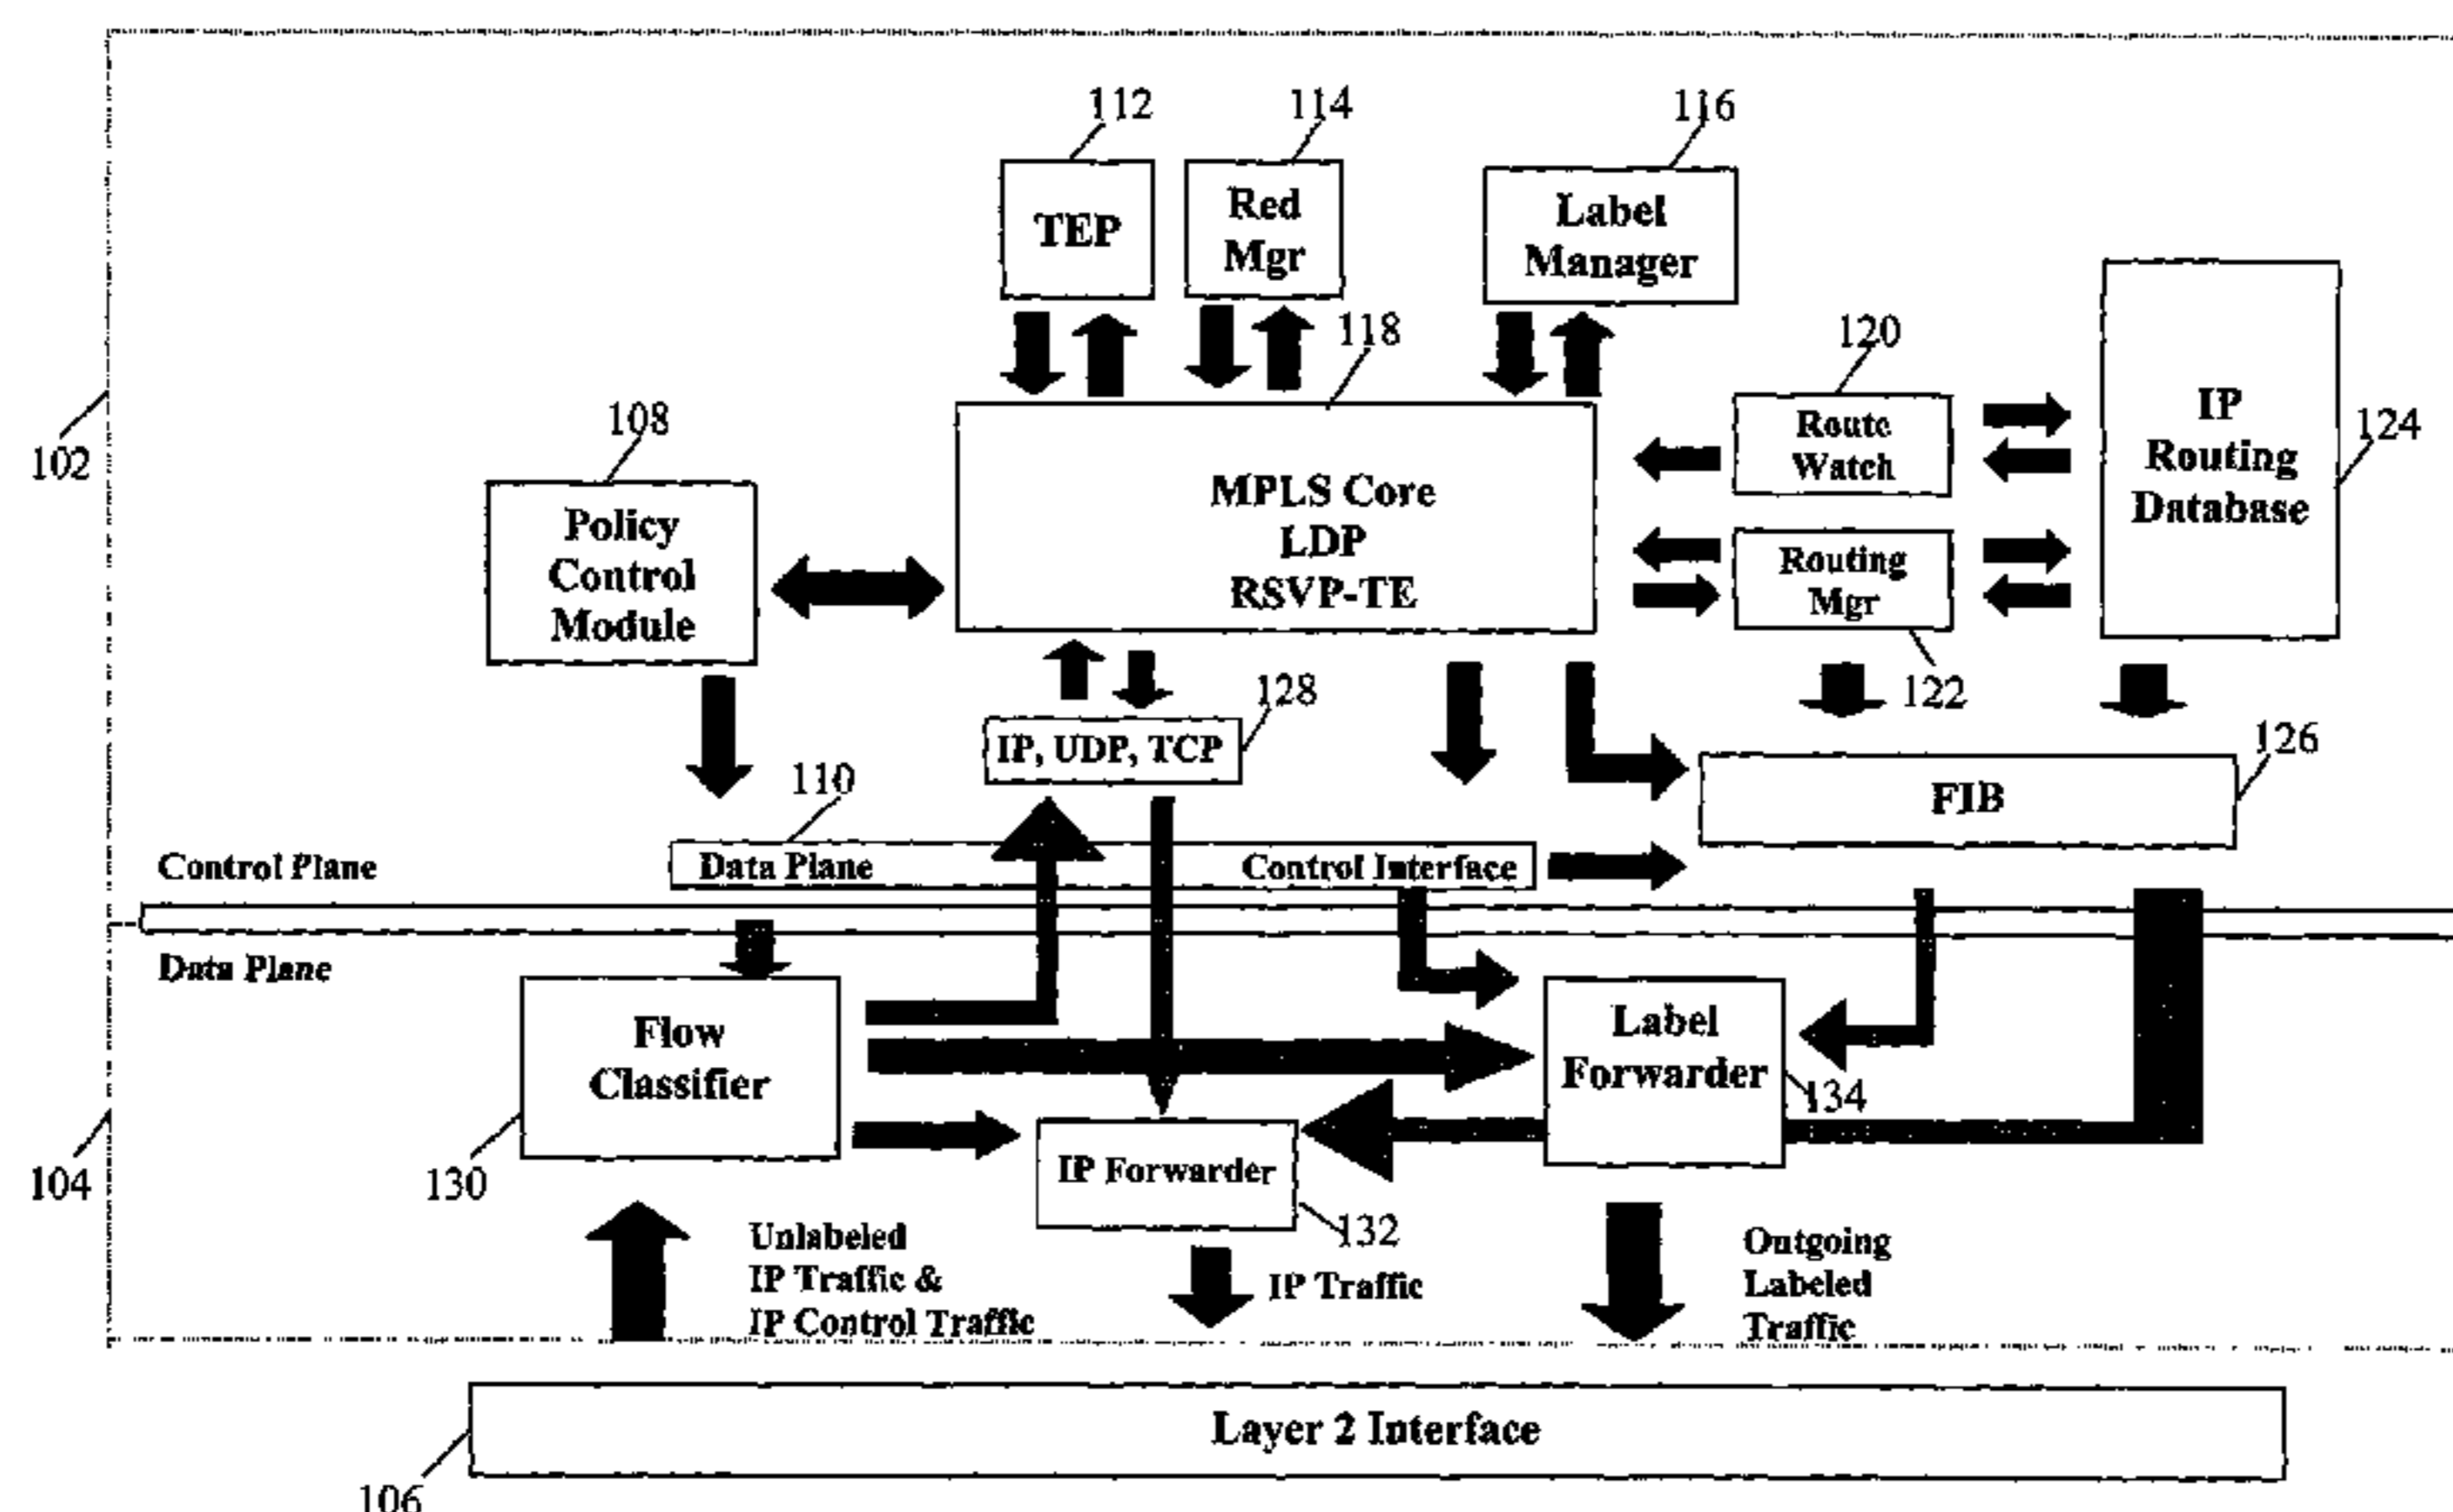 112
114
116
TEP
Red
Mgr
Label
Manager
118
120
IP
Routing
Database
124
108
102
Route
Watch
Policy
Control
Module
MPLS Core
LDP
RSVP-TE
Routing
Mgr
122
128
IP, UDP, TCP
110
126
FIB
Control Plane
Data Plane
Control Interface
Data Plane
Flow
Classifier
Label
Forwarder
134
130
104
IP Forwarder
132
Unlabeled
IP Traffic &
IP Control Traffic
IP Traffic
Outgoing
Labeled
Traffic
Layer 2 Interface
106